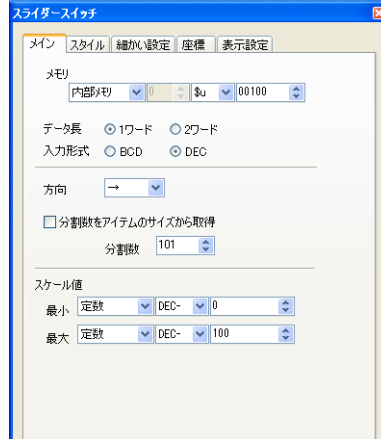 スライダースイッチ
メイン スタイル 細かい設定 座標 表示設定
メモリ
内部メモリ 0 $u 00100
データ長 1ワード 2ワード
入力形式 BCD DEC
方向 →
分割数をアイテムのサイズから取得
分割数 101
スケール値
最小 定数 DEC- 0
最大 定数 DEC- 100